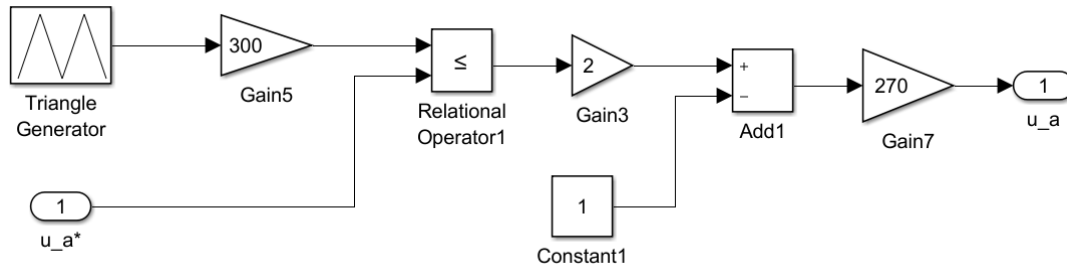 300
Gain5
Triangle
Generator
≤
Relational
Operator1
2
Gain3
+
−
Add1
270
Gain7
1
u_a
1
u_a*
1
Constant1